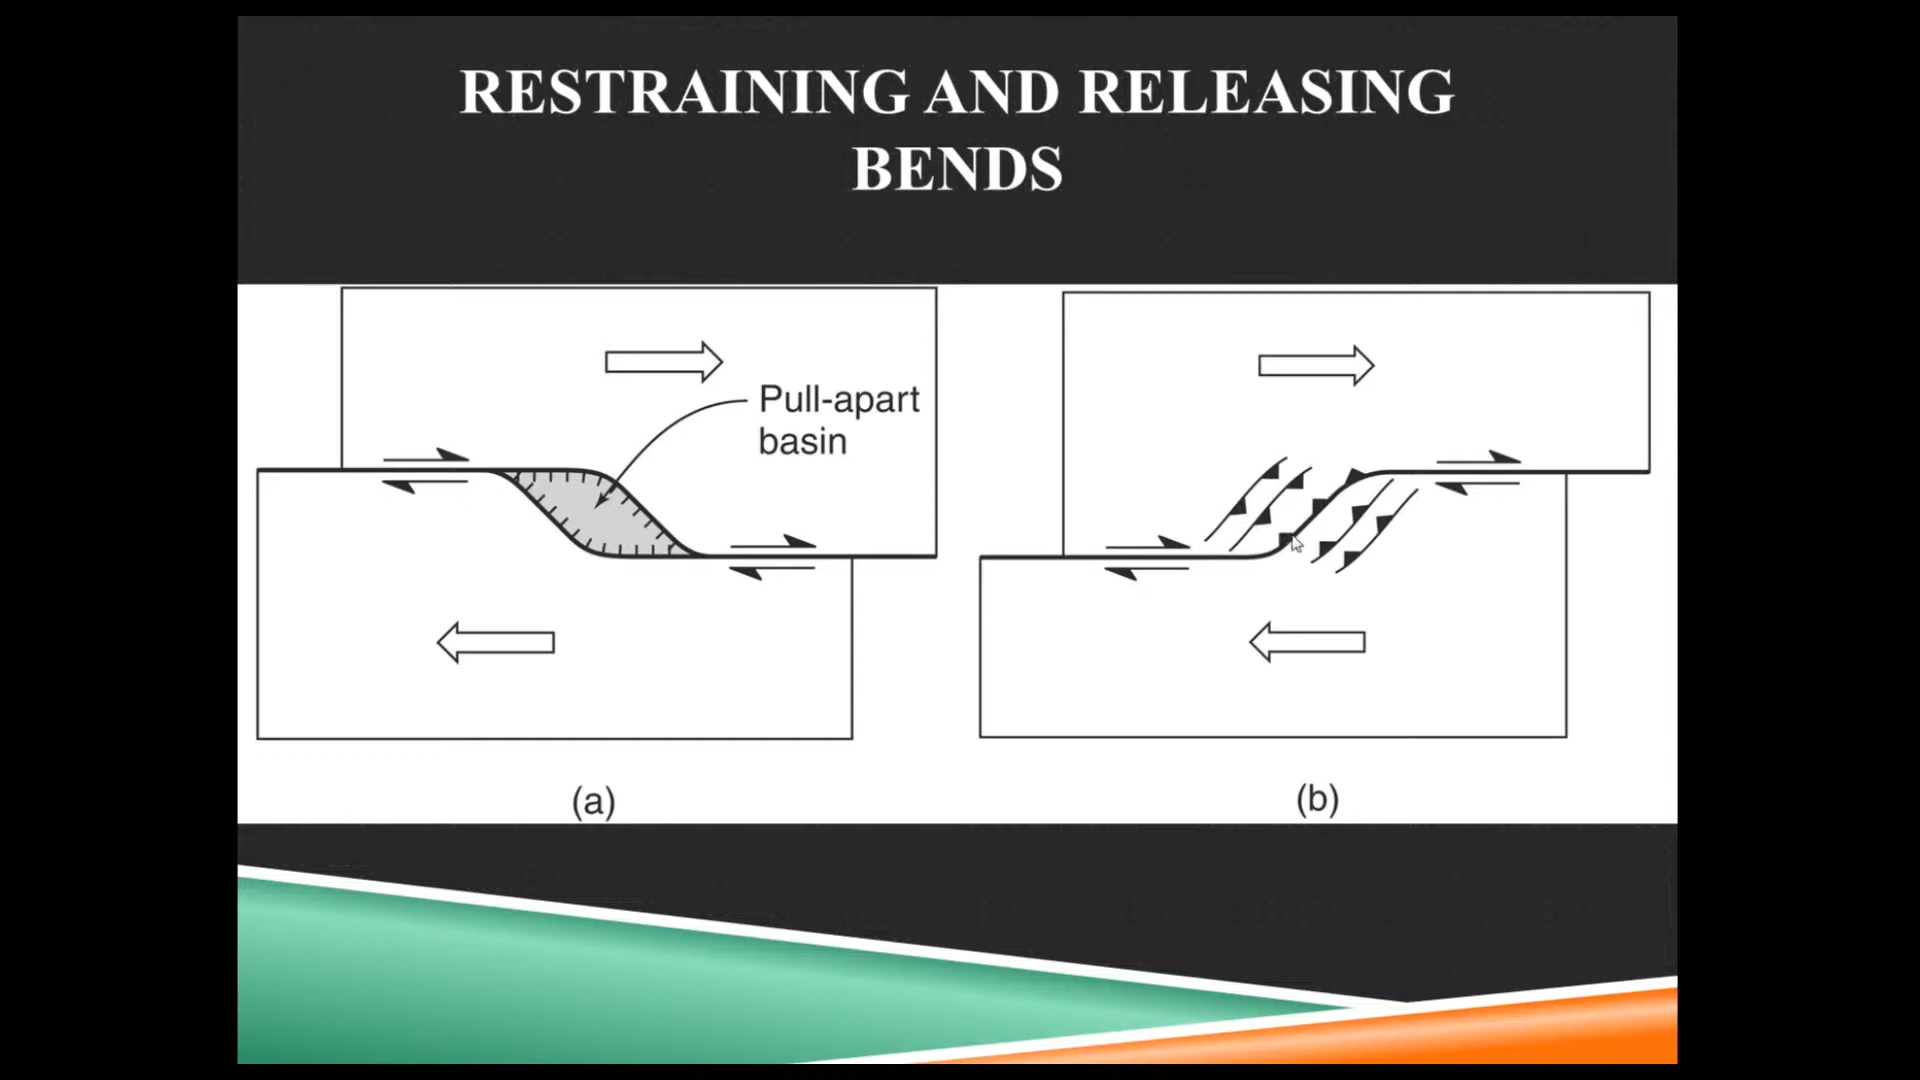 RESTRAINING AND RELEASING
BENDS
Pull-apart
basin
(a)
(b)